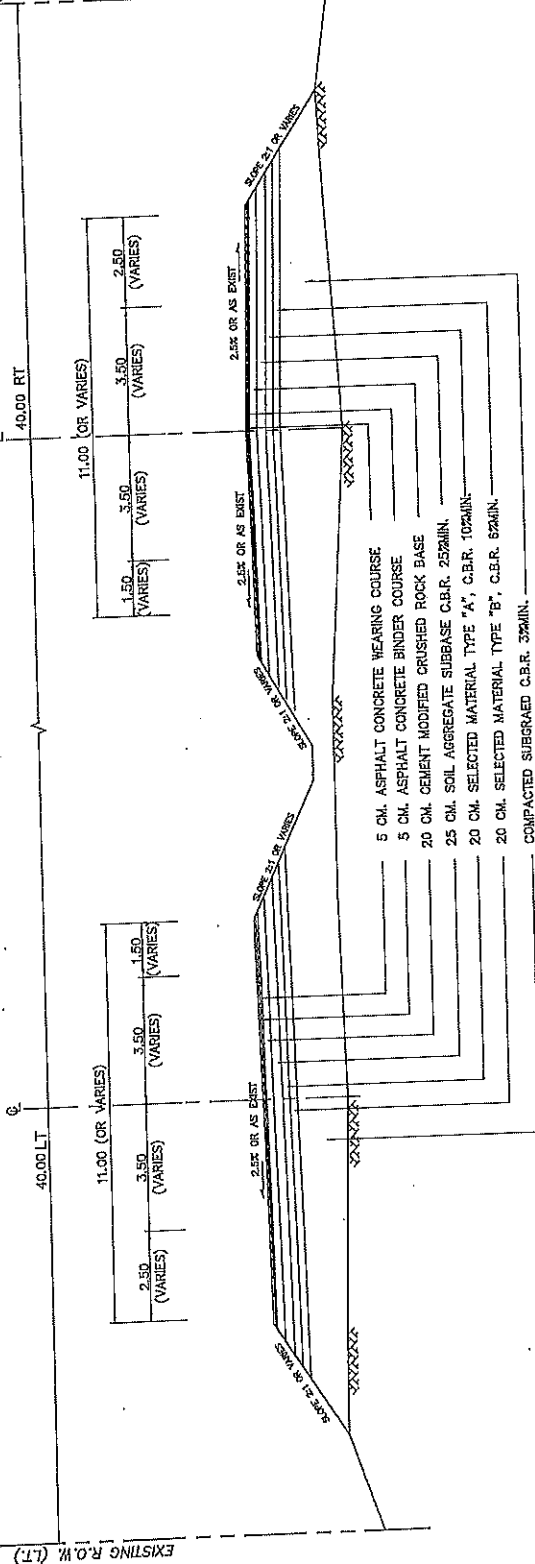 EXISTING R.O.W. (LT.)
℄
40.00 LT
40.00 RT
11.00 (OR VARIES)
2.50
(VARIES)
3.50
(VARIES)
3.50
(VARIES)
1.50
(VARIES)
11.00 (OR VARIES)
1.50
(VARIES)
3.50
(VARIES)
3.50
(VARIES)
2.50
(VARIES)
SLOPE 2:1 OR VARIES
2.5% OR AS EXIST
SLOPE 2:1 OR VARIES
SLOPE 2:1 OR VARIES
2.5% OR AS EXIST
2.5% OR AS EXIST
SLOPE 2:1 OR VARIES
5 CM. ASPHALT CONCRETE WEARING COURSE
5 CM. ASPHALT CONCRETE BINDER COURSE
20 CM. CEMENT MODIFIED CRUSHED ROCK BASE
25 CM. SOIL AGGREGATE SUBBASE C.B.R. 25%MIN.
20 CM. SELECTED MATERIAL TYPE "A", C.B.R. 10%MIN.
20 CM. SELECTED MATERIAL TYPE "B", C.B.R. 6%MIN.
COMPACTED SUBGRAED C.B.R. 3%MIN.